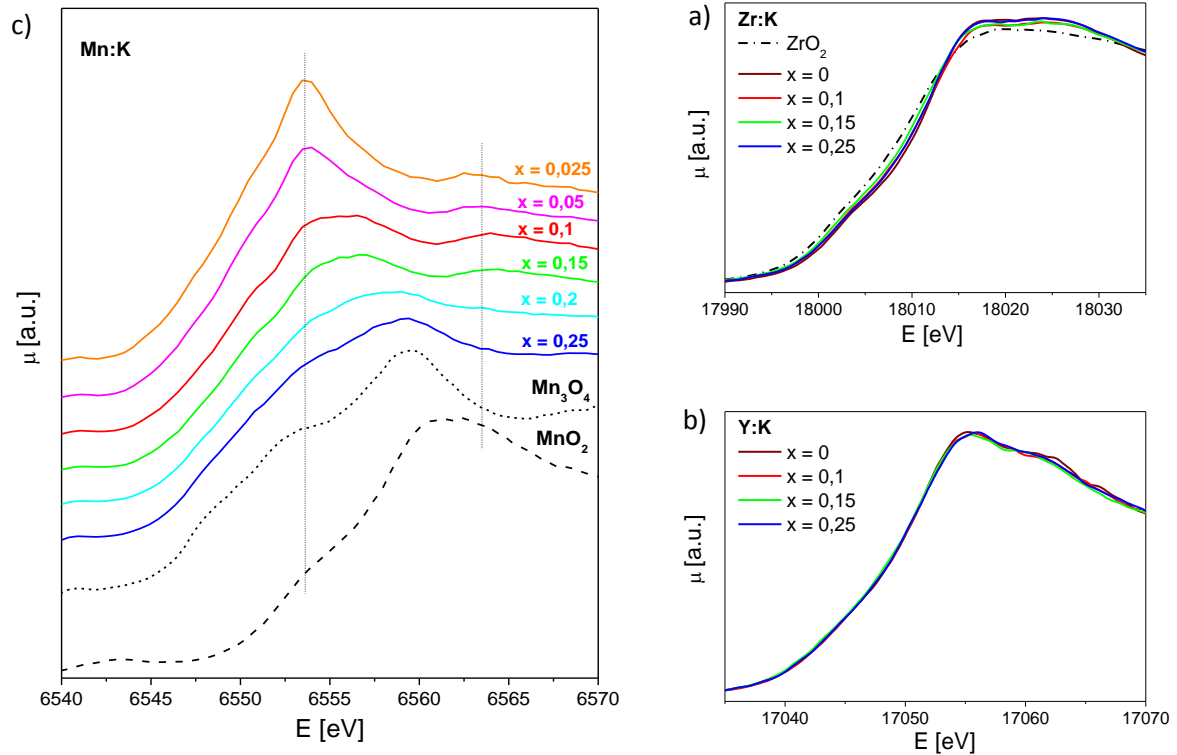 c)
Mn:K
x = 0,025
x = 0,05
x = 0,1
x = 0,15
x = 0,2
x = 0,25
Mn₃O₄
MnO₂
μ [a.u.]
6540 6545 6550 6555 6560 6565 6570
E [eV]
a)
Zr:K
ZrO₂
x = 0
x = 0,1
x = 0,15
x = 0,25
μ [a.u.]
17990 18000 18010 18020 18030
E [eV]
b)
Y:K
x = 0
x = 0,1
x = 0,15
x = 0,25
μ [a.u.]
17040 17050 17060 17070
E [eV]